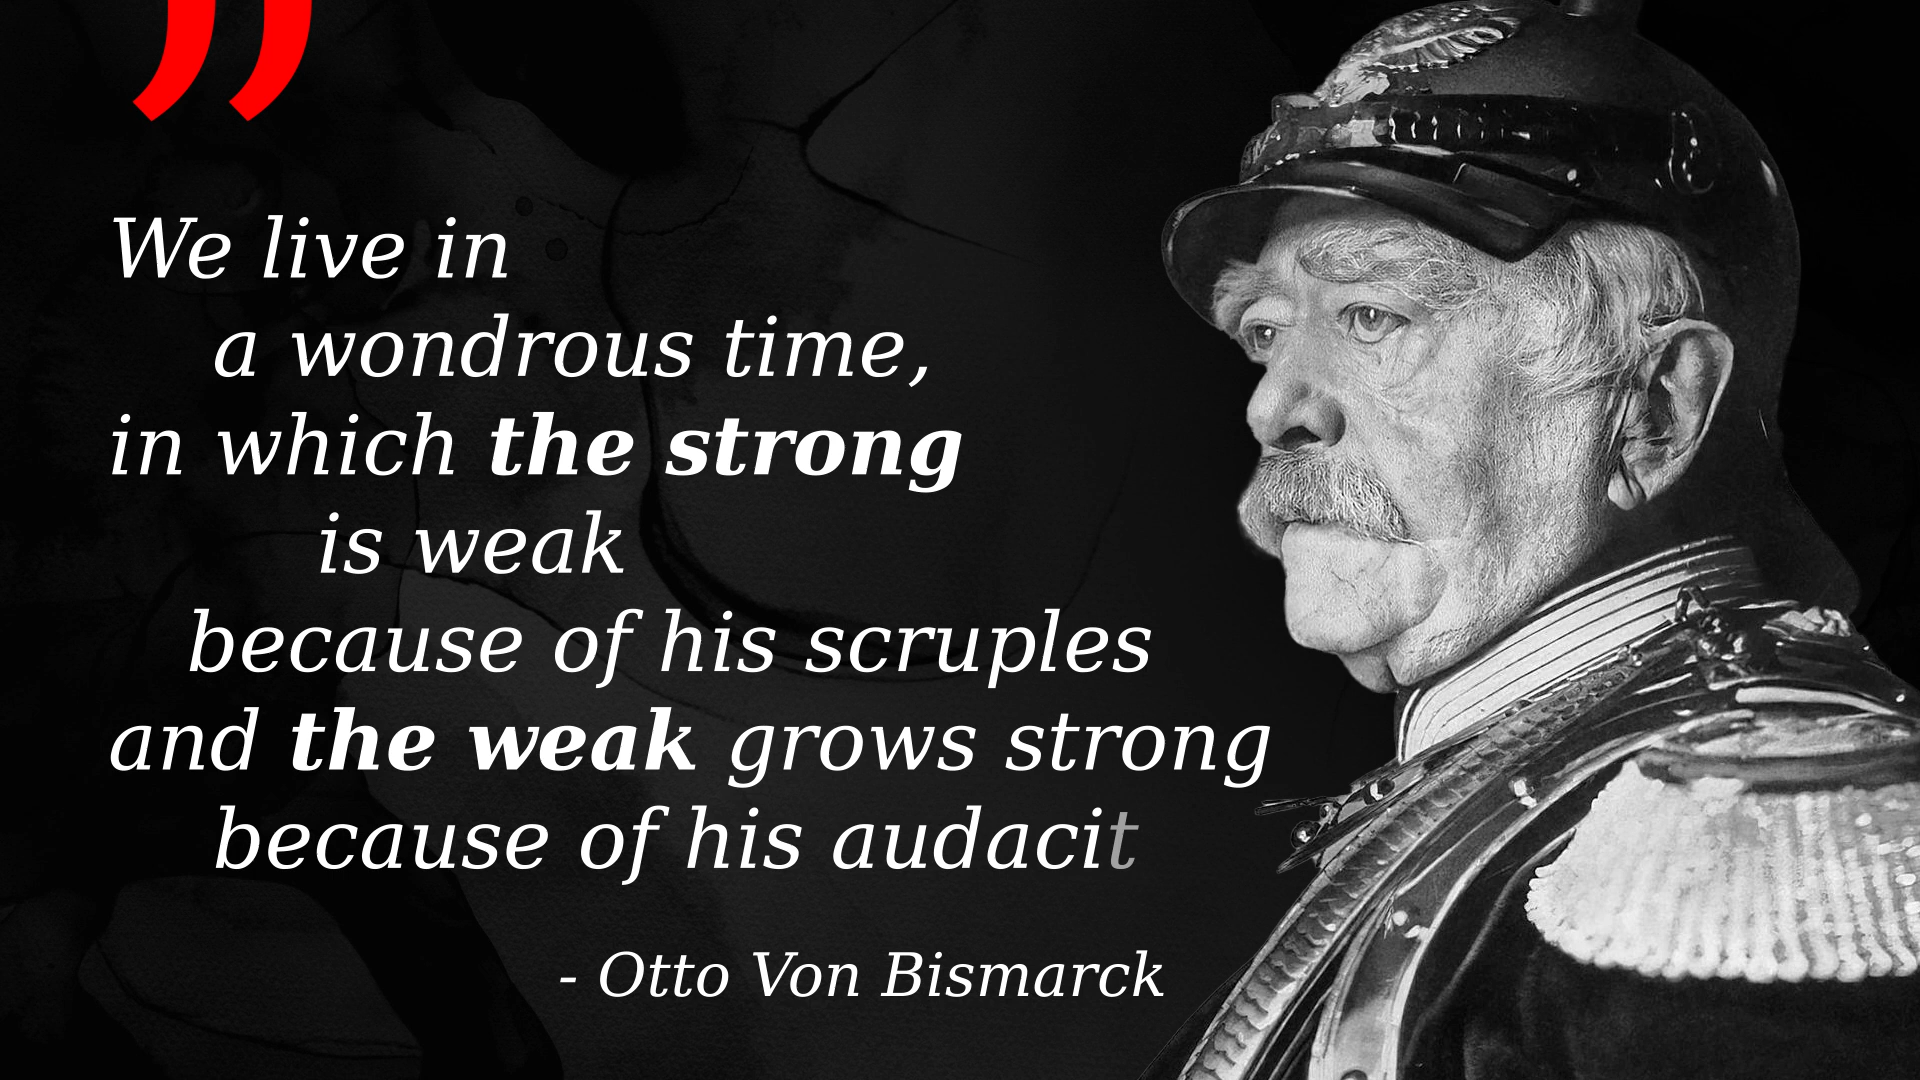 ”
We live in
a wondrous time,
in which the strong
is weak
because of his scruples
and the weak grows strong
because of his audacit
- Otto Von Bismarck